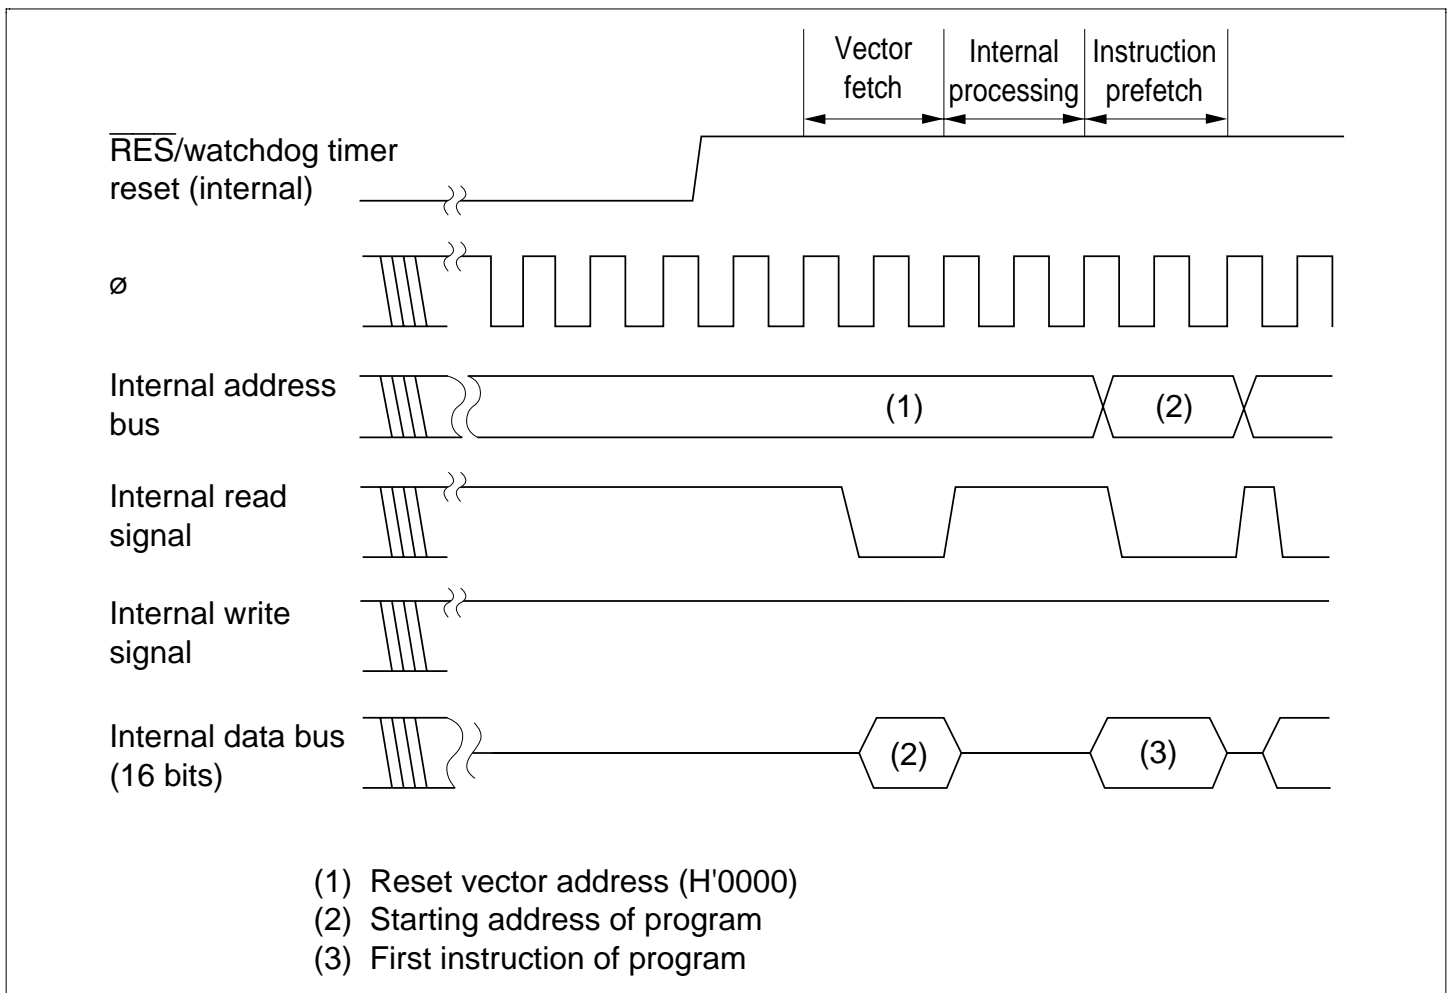 Vector
fetch
Internal
processing
Instruction
prefetch
RES/watchdog timer
reset (internal)
ø
Internal address
bus
(1)
(2)
Internal read
signal
Internal write
signal
Internal data bus
(16 bits)
(2)
(3)
(1) Reset vector address (H'0000)
(2) Starting address of program
(3) First instruction of program